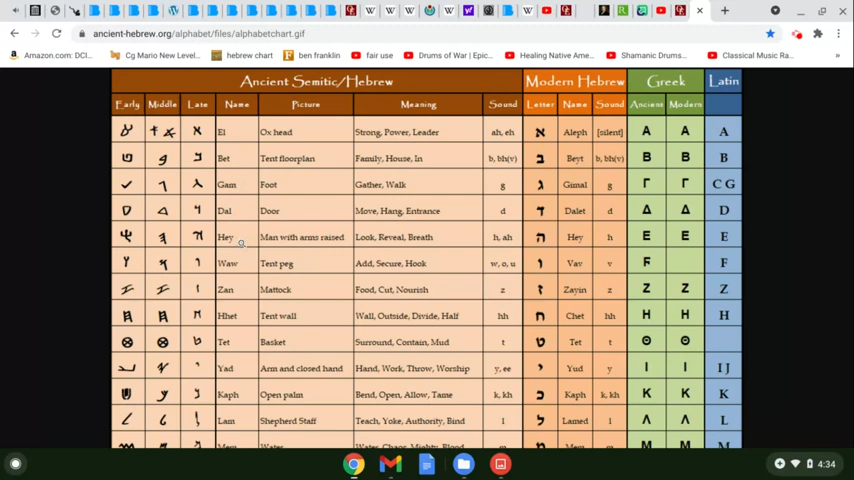 ancient-hebrew.org/alphabet/files/alphabetchart.gif
Amazon.com: DCI... Cg Mario New Level... hebrew chart ben franklin fair use Drums of War | Epic... Healing Native Ame... Shamanic Drums... Classical Music Ra... »
Ancient Semitic/Hebrew Modern Hebrew Greek Latin
Early Middle Late Name Picture Meaning Sound Letter Name Sound Ancient Modern
El Ox head Strong, Power, Leader ah, eh א Aleph [silent] Α Α A
Bet Tent floorplan Family, House, In b, bh(v) ב Beyt b, bh(v) Β Β B
Gam Foot Gather, Walk g ג Gimal g Γ Γ C G
Dal Door Move, Hang, Entrance d ד Dalet d Δ Δ D
Hey Man with arms raised Look, Reveal, Breath h, ah ה Hey h Ε Ε E
Waw Tent peg Add, Secure, Hook w, o, u ו Vav v F F
Zan Mattock Food, Cut, Nourish z ז Zayin z Ζ Ζ Z
Hhet Tent wall Wall, Outside, Divide, Half hh ח Chet hh Η Η H
Tet Basket Surround, Contain, Mud t ט Tet t Θ Θ
Yad Arm and closed hand Hand, Work, Throw, Worship y, ee י Yud y Ι Ι I J
Kaph Open palm Bend, Open, Allow, Tame k, kh כ Kaph k, kh Κ Κ K
Lam Shepherd Staff Teach, Yoke, Authority, Bind l ל Lamed l Λ Λ L
Mem Water Water, Chaos, Mighty, Blood m מ Mem m Μ Μ M
4:34